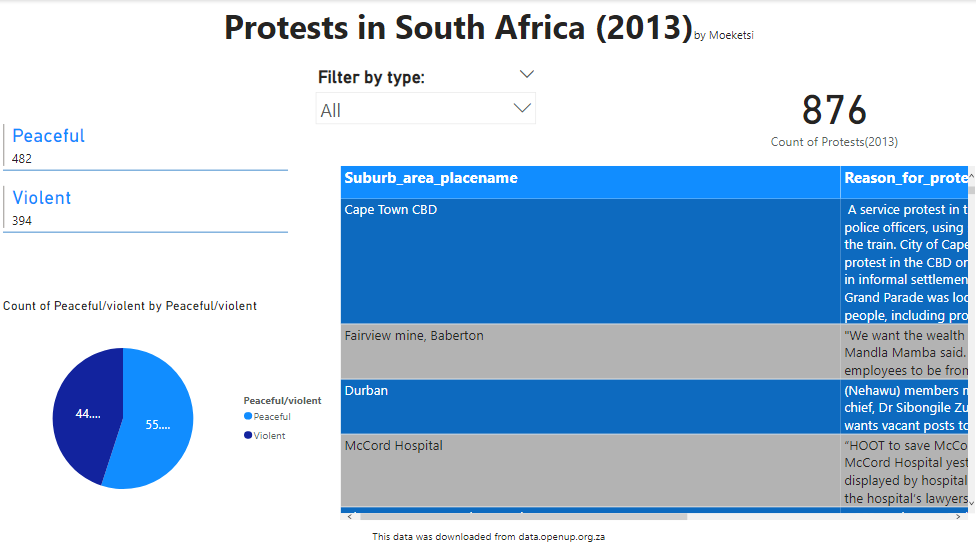 Protests in South Africa (2013) by Moeketsi
Filter by type:
All
876
Count of Protests(2013)
Peaceful
482
Violent
394
Count of Peaceful/violent by Peaceful/violent
44....
55....
Peaceful/violent
Peaceful
Violent
Suburb_area_placename
Reason_for_prote
Cape Town CBD
A service protest in t
police officers, using
the train. City of Cape
protest in the CBD or
in informal settlemen
Grand Parade was loc
people, including pro
Fairview mine, Baberton
"We want the wealth
Mandla Mamba said.
employees to be from
Durban
(Nehawu) members m
chief, Dr Sibongile Zu
wants vacant posts to
McCord Hospital
“HOOT to save McCo
McCord Hospital yest
displayed by hospital
the hospital's lawyers
This data was downloaded from data.openup.org.za